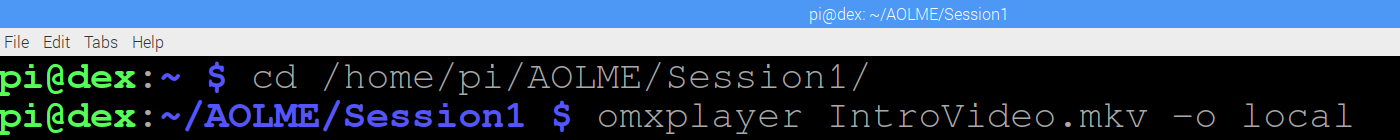 pi@dex: ~/AOLME/Session1
File Edit Tabs Help
pi@dex:~ $ cd /home/pi/AOLME/Session1/
pi@dex:~/AOLME/Session1 $ omxplayer IntroVideo.mkv -o local